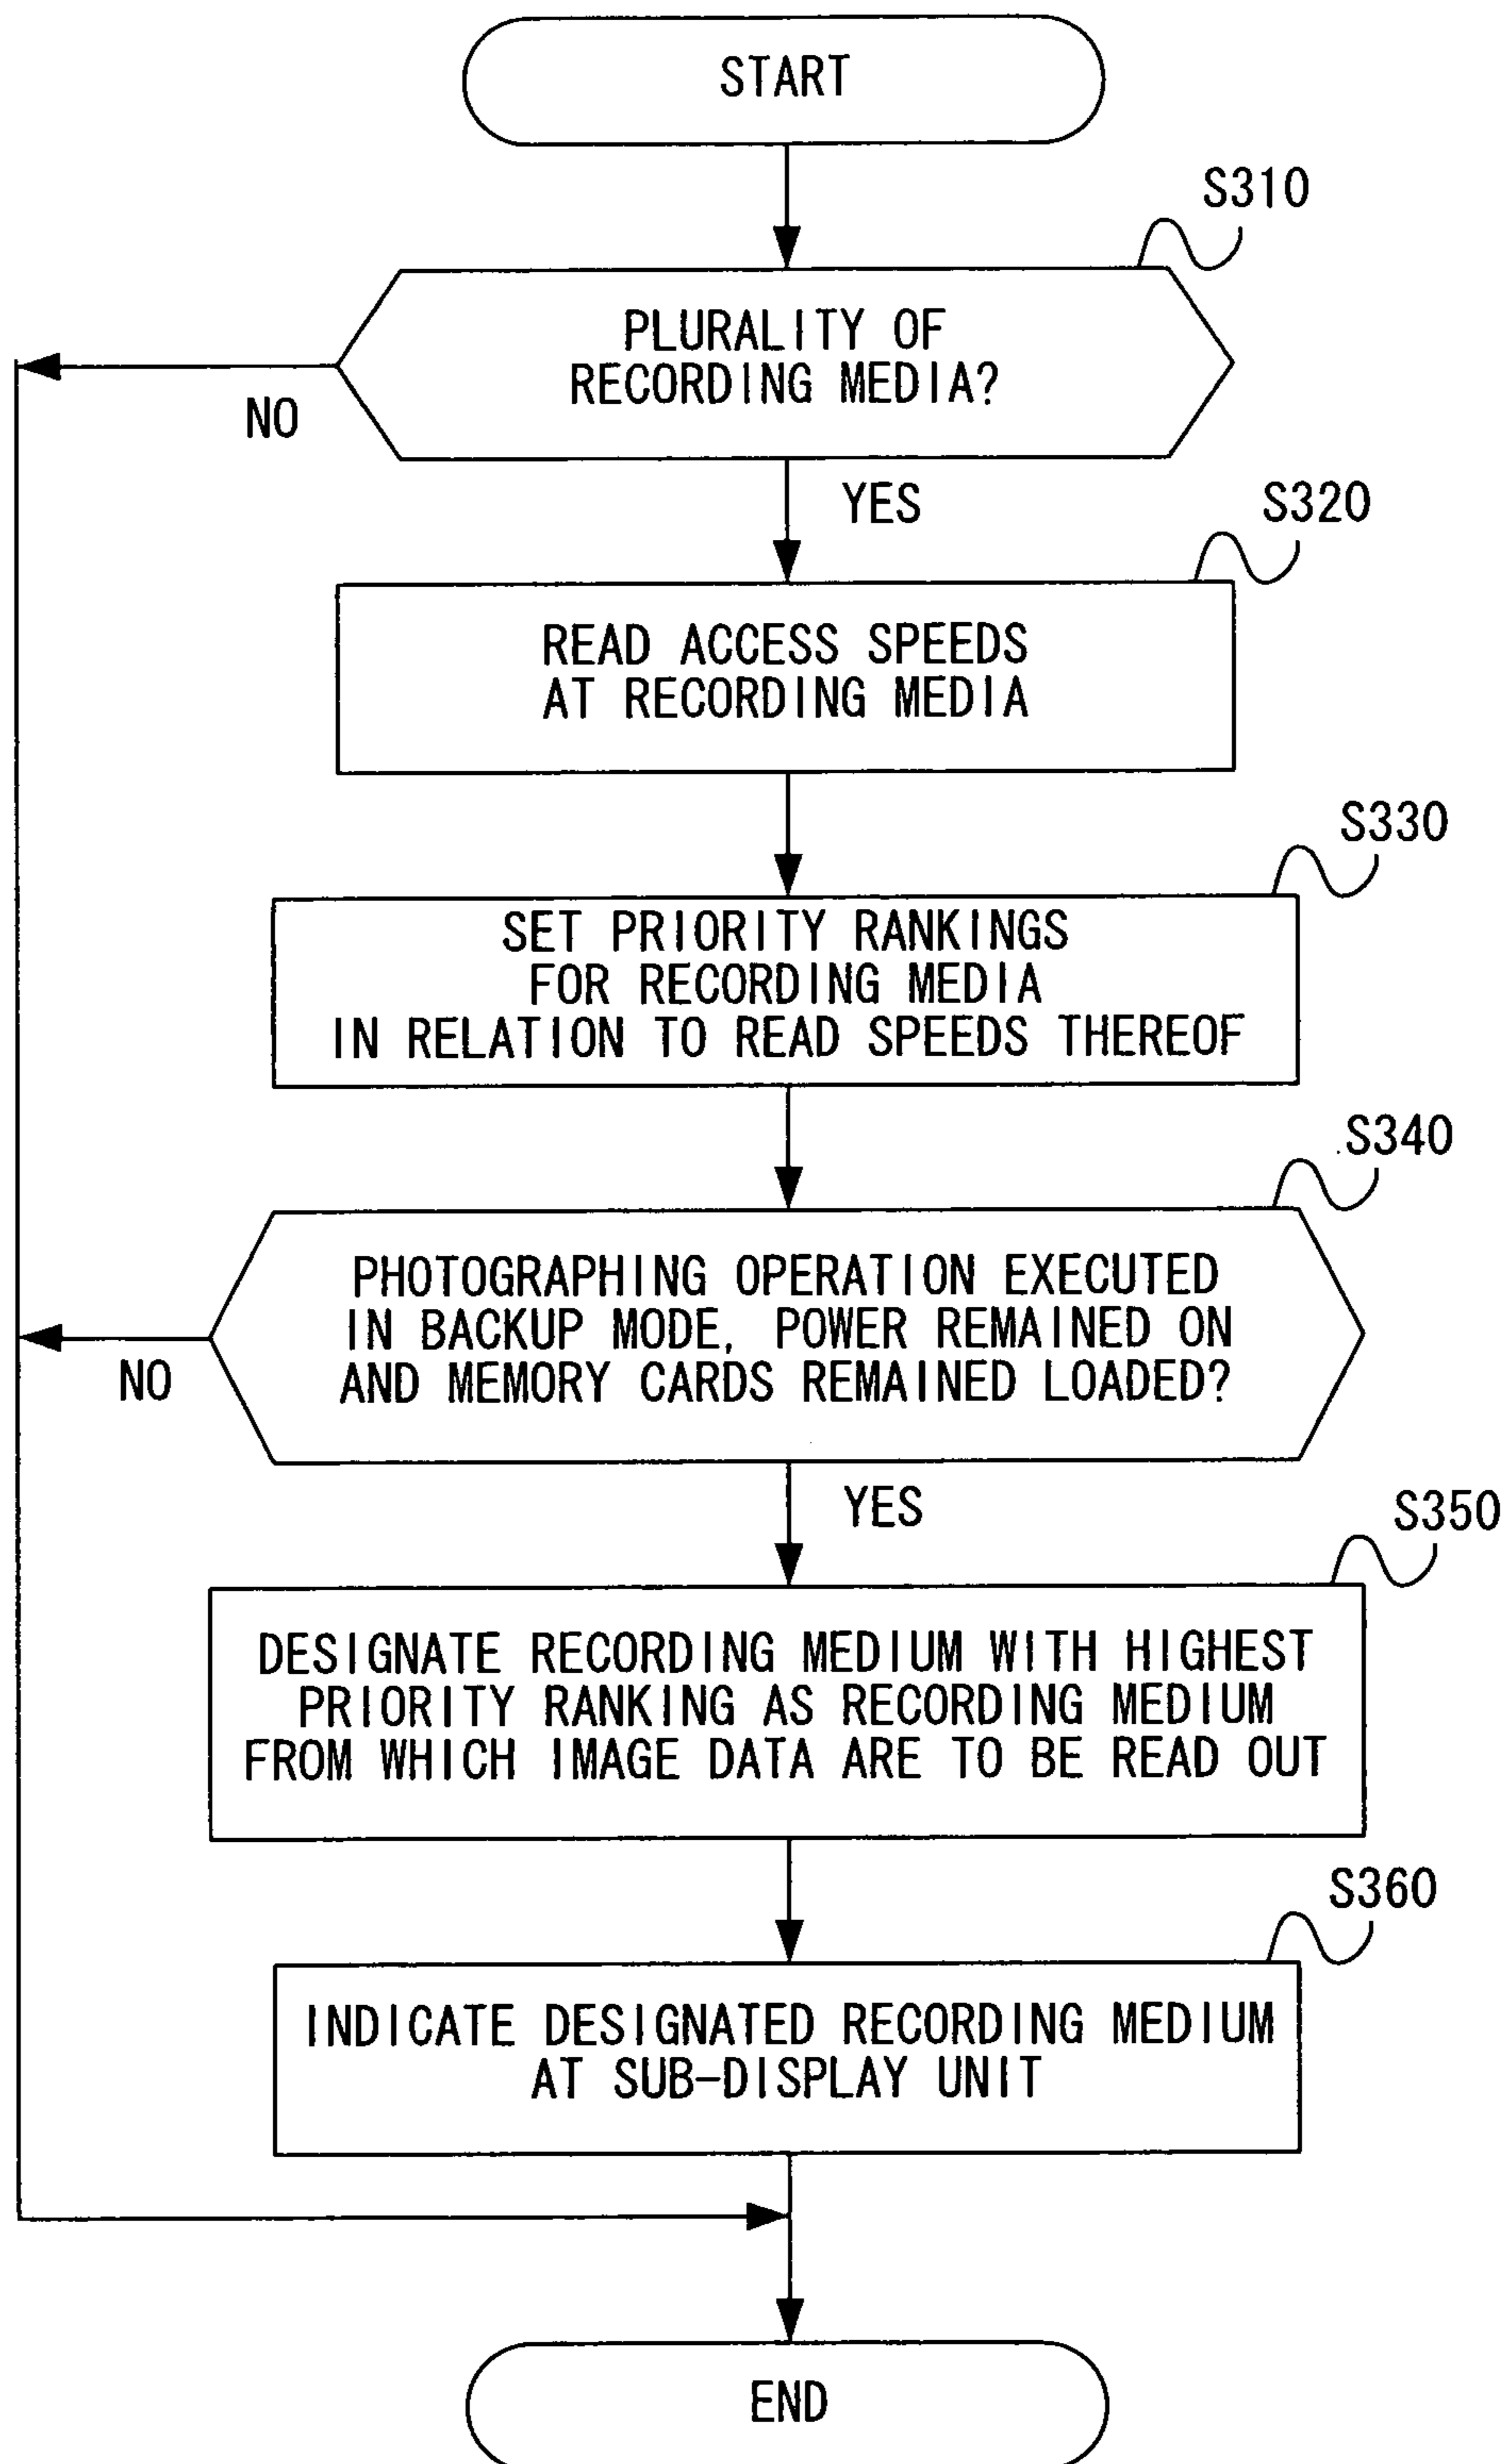 START
S310
PLURALITY OF
RECORDING MEDIA?
NO
YES
S320
READ ACCESS SPEEDS
AT RECORDING MEDIA
S330
SET PRIORITY RANKINGS
FOR RECORDING MEDIA
IN RELATION TO READ SPEEDS THEREOF
S340
PHOTOGRAPHING OPERATION EXECUTED
IN BACKUP MODE, POWER REMAINED ON
AND MEMORY CARDS REMAINED LOADED?
NO
YES
S350
DESIGNATE RECORDING MEDIUM WITH HIGHEST
PRIORITY RANKING AS RECORDING MEDIUM
FROM WHICH IMAGE DATA ARE TO BE READ OUT
S360
INDICATE DESIGNATED RECORDING MEDIUM
AT SUB-DISPLAY UNIT
END